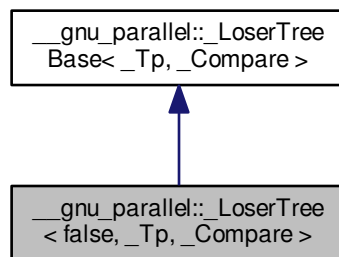 __gnu_parallel::_LoserTree
Base< _Tp, _Compare >
__gnu_parallel::_LoserTree
< false, _Tp, _Compare >